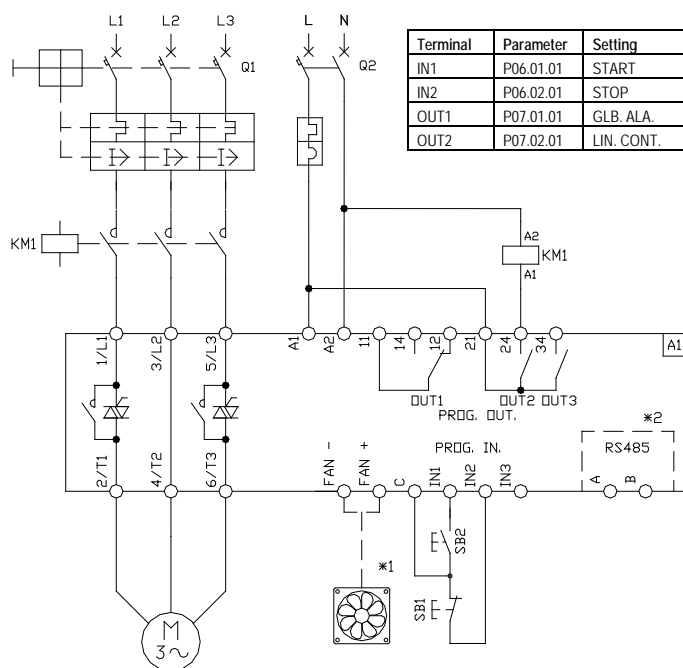 L1 L2 L3 L N
Q1 Q2
Terminal Parameter Setting
IN1 P06.01.01 START
IN2 P06.02.01 STOP
OUT1 P07.01.01 GLB. ALA.
OUT2 P07.02.01 LIN. CONT.
I> I> I>
KM1
A2
KM1
A1
1/L1 3/L2 5/L3 A1 A2 11 14 12 21 24 34 A1
OUT1 OUT2 OUT3
PROG. OUT.
PROG. IN.
*2
RS485
2/T1 4/T2 6/T3 FAN - FAN + C IN1 IN2 IN3 A B
SB2
*1
SB1
M
3~